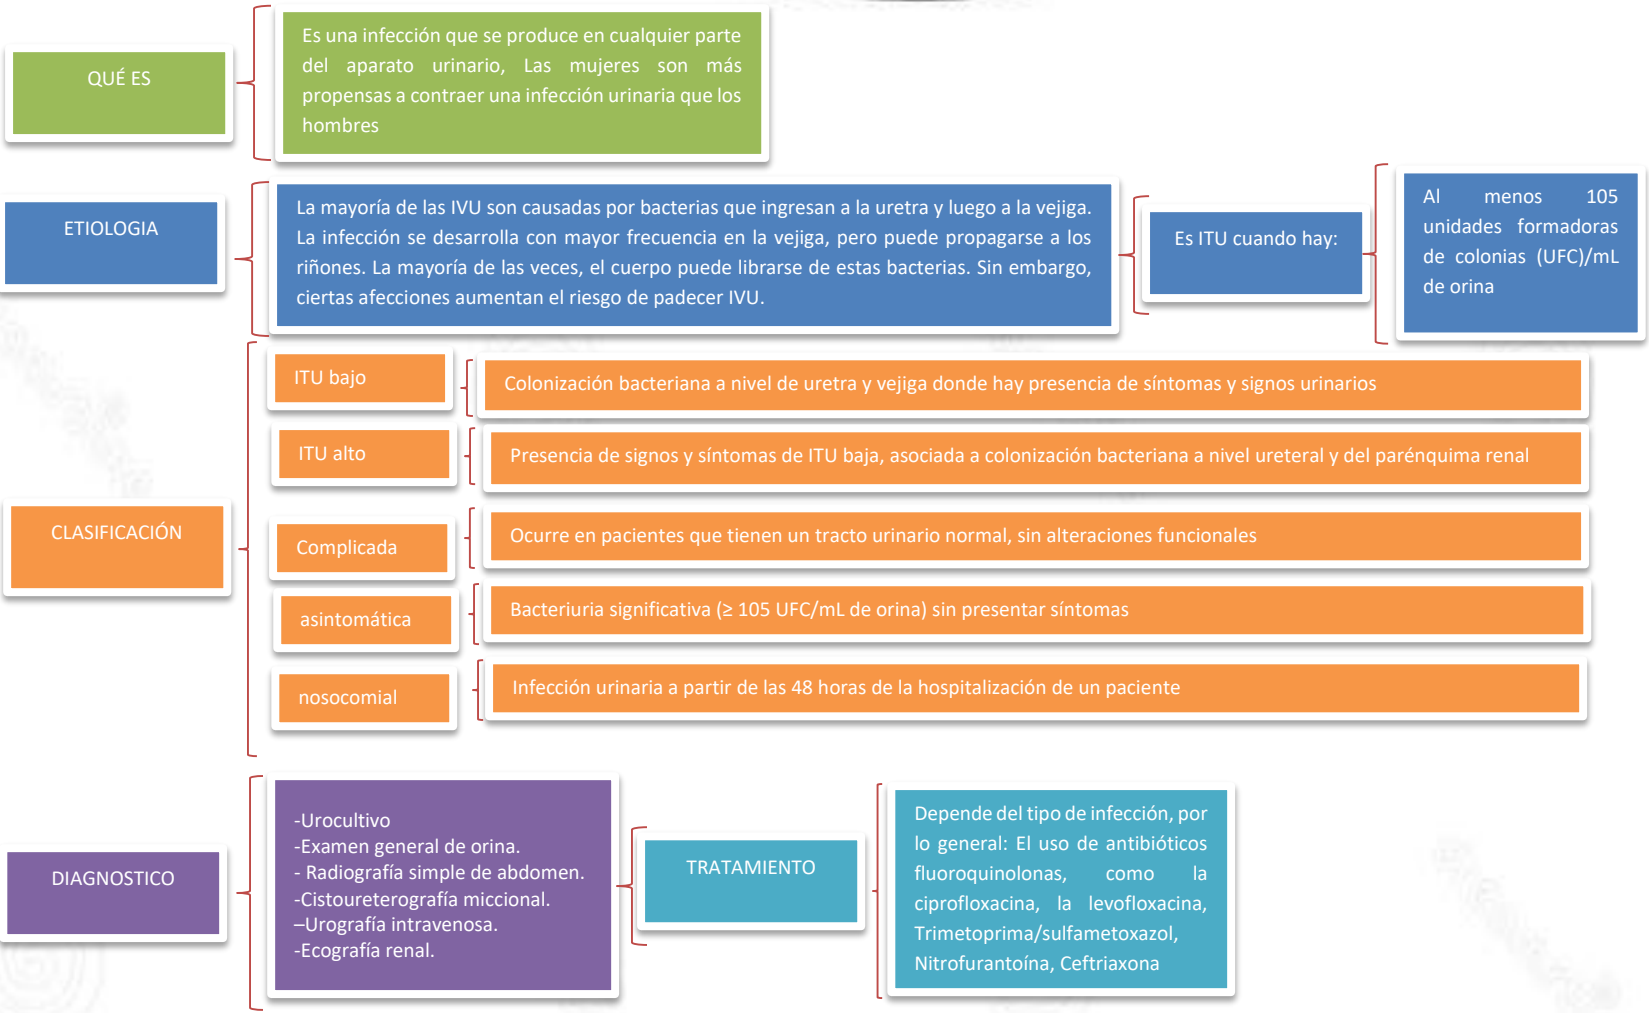 QUÉ ES
Es una infección que se produce en cualquier parte
del aparato urinario, Las mujeres son más
propensas a contraer una infección urinaria que los
hombres
ETIOLOGIA
La mayoría de las IVU son causadas por bacterias que ingresan a la uretra y luego a la vejiga.
La infección se desarrolla con mayor frecuencia en la vejiga, pero puede propagarse a los
riñones. La mayoría de las veces, el cuerpo puede librarse de estas bacterias. Sin embargo,
ciertas afecciones aumentan el riesgo de padecer IVU.
Es ITU cuando hay:
Al menos 105
unidades formadoras
de colonias (UFC)/mL
de orina
CLASIFICACIÓN
ITU bajo
Colonización bacteriana a nivel de uretra y vejiga donde hay presencia de síntomas y signos urinarios
ITU alto
Presencia de signos y síntomas de ITU baja, asociada a colonización bacteriana a nivel ureteral y del parénquima renal
Complicada
Ocurre en pacientes que tienen un tracto urinario normal, sin alteraciones funcionales
asintomática
Bacteriuria significativa (≥ 105 UFC/mL de orina) sin presentar síntomas
nosocomial
Infección urinaria a partir de las 48 horas de la hospitalización de un paciente
DIAGNOSTICO
-Urocultivo
-Examen general de orina.
- Radiografía simple de abdomen.
-Cistoureterografía miccional.
–Urografía intravenosa.
-Ecografía renal.
TRATAMIENTO
Depende del tipo de infección, por
lo general: El uso de antibióticos
fluoroquinolonas, como la
ciprofloxacina, la levofloxacina,
Trimetoprima/sulfametoxazol,
Nitrofurantoína, Ceftriaxona